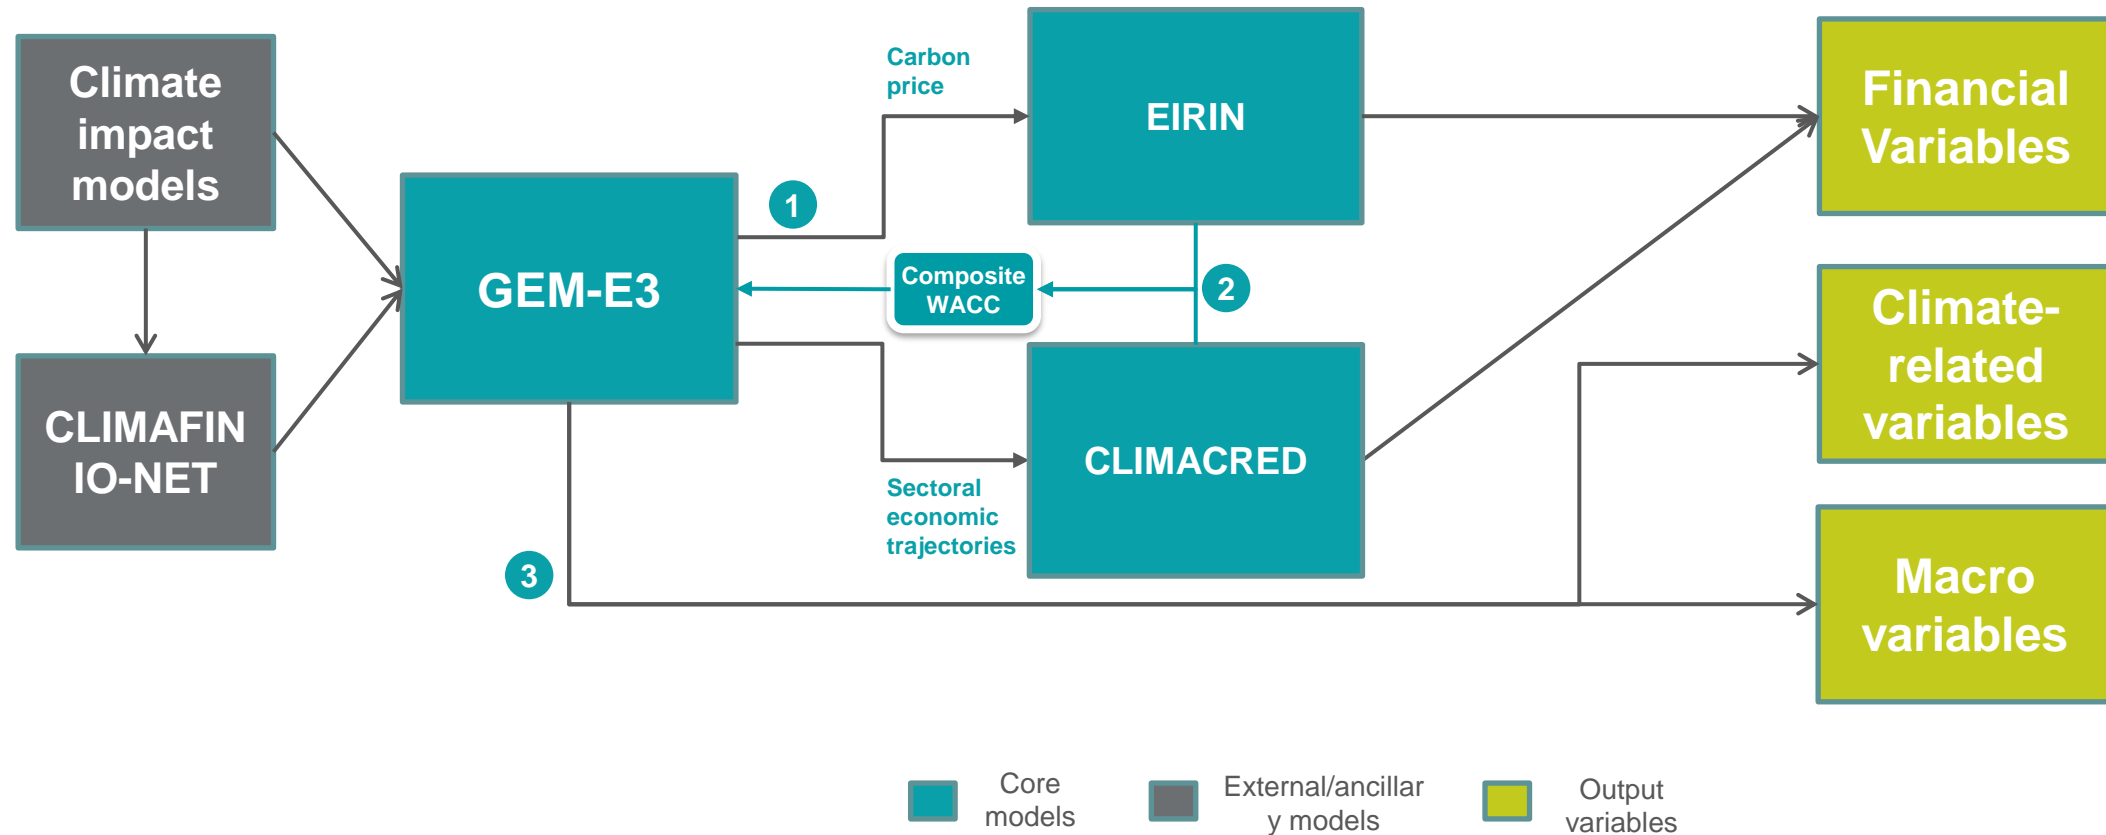 Climate
impact
models
CLIMAFIN
IO-NET
GEM-E3
1
Carbon
price
EIRIN
Composite
WACC
2
CLIMACRED
Sectoral
economic
trajectories
3
Financial
Variables
Climate-
related
variables
Macro
variables
Core
models
External/ancillar
y models
Output
variables